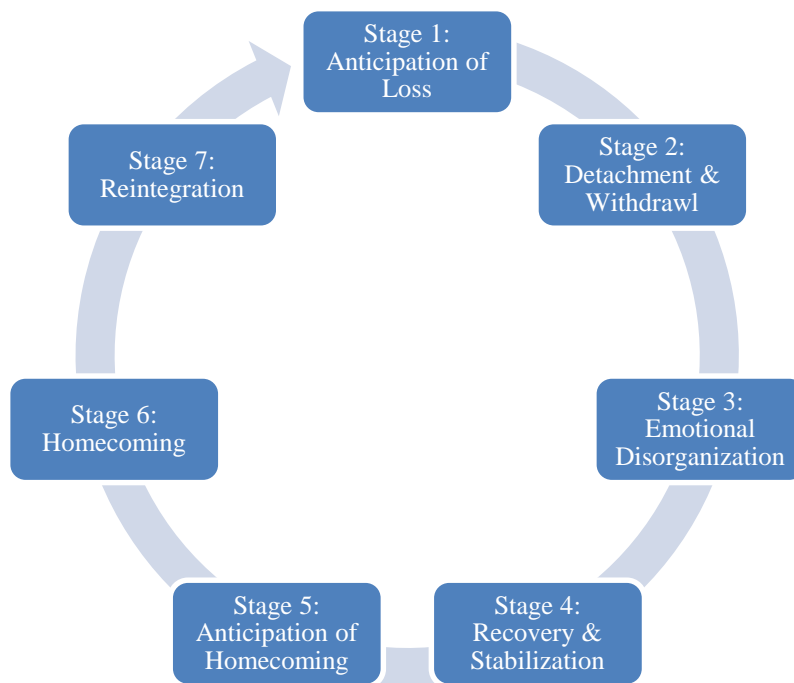 Stage 1:
Anticipation of
Loss
Stage 2:
Detachment &
Withdrawl
Stage 3:
Emotional
Disorganization
Stage 4:
Recovery &
Stabilization
Stage 5:
Anticipation of
Homecoming
Stage 6:
Homecoming
Stage 7:
Reintegration